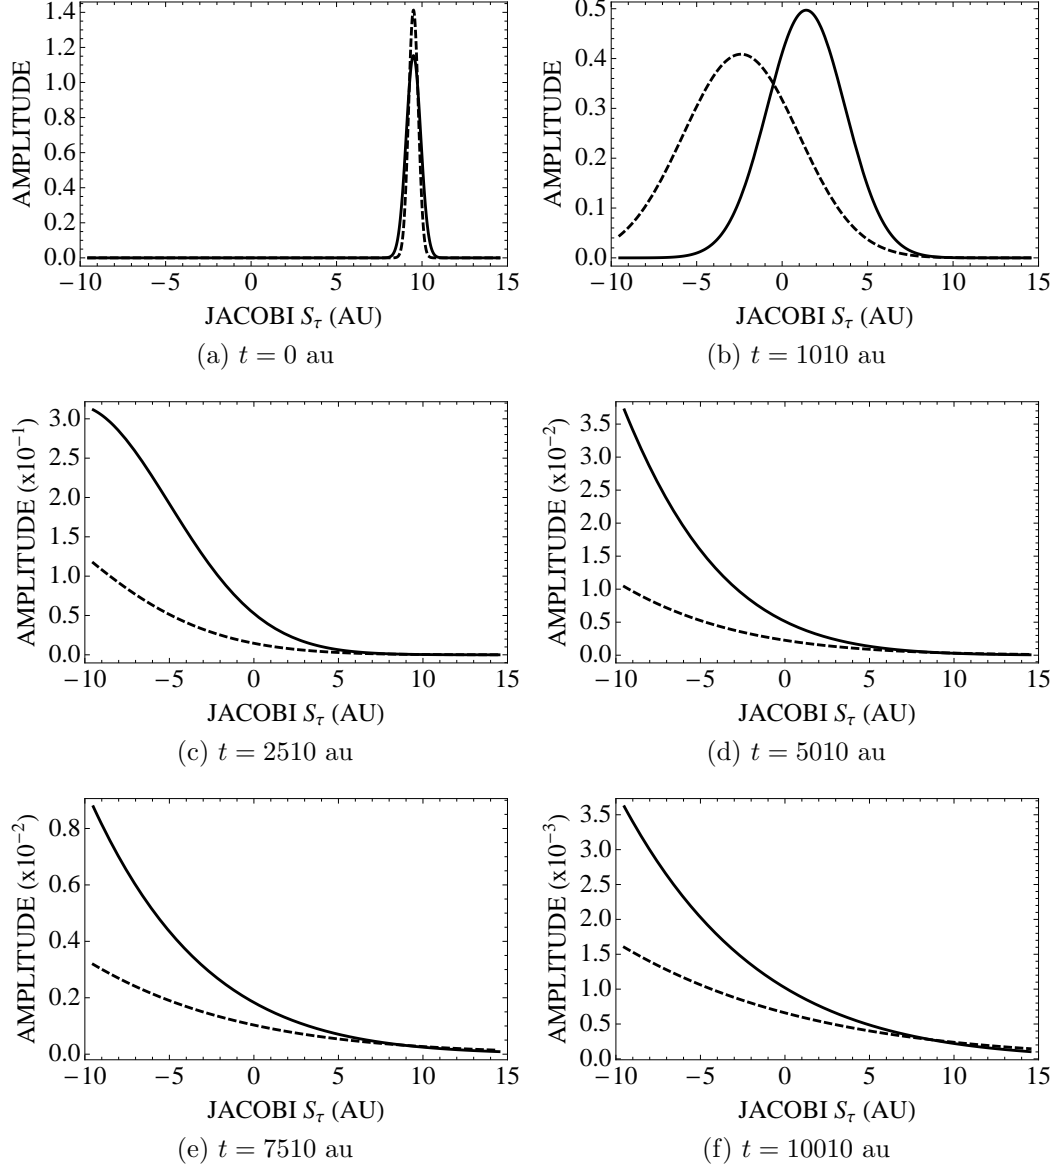 AMPLITUDE
1.4
1.2
1.0
0.8
0.6
0.4
0.2
0.0
−10 −5 0 5 10 15
JACOBI Sτ (AU)
(a) t = 0 au
AMPLITUDE
0.5
0.4
0.3
0.2
0.1
0.0
−10 −5 0 5 10 15
JACOBI Sτ (AU)
(b) t = 1010 au
AMPLITUDE (x10⁻¹)
3.0
2.5
2.0
1.5
1.0
0.5
0.0
−10 −5 0 5 10 15
JACOBI Sτ (AU)
(c) t = 2510 au
AMPLITUDE (x10⁻²)
3.5
3.0
2.5
2.0
1.5
1.0
0.5
0.0
−10 −5 0 5 10 15
JACOBI Sτ (AU)
(d) t = 5010 au
AMPLITUDE (x10⁻²)
0.8
0.6
0.4
0.2
0.0
−10 −5 0 5 10 15
JACOBI Sτ (AU)
(e) t = 7510 au
AMPLITUDE (x10⁻³)
3.5
3.0
2.5
2.0
1.5
1.0
0.5
0.0
−10 −5 0 5 10 15
JACOBI Sτ (AU)
(f) t = 10010 au